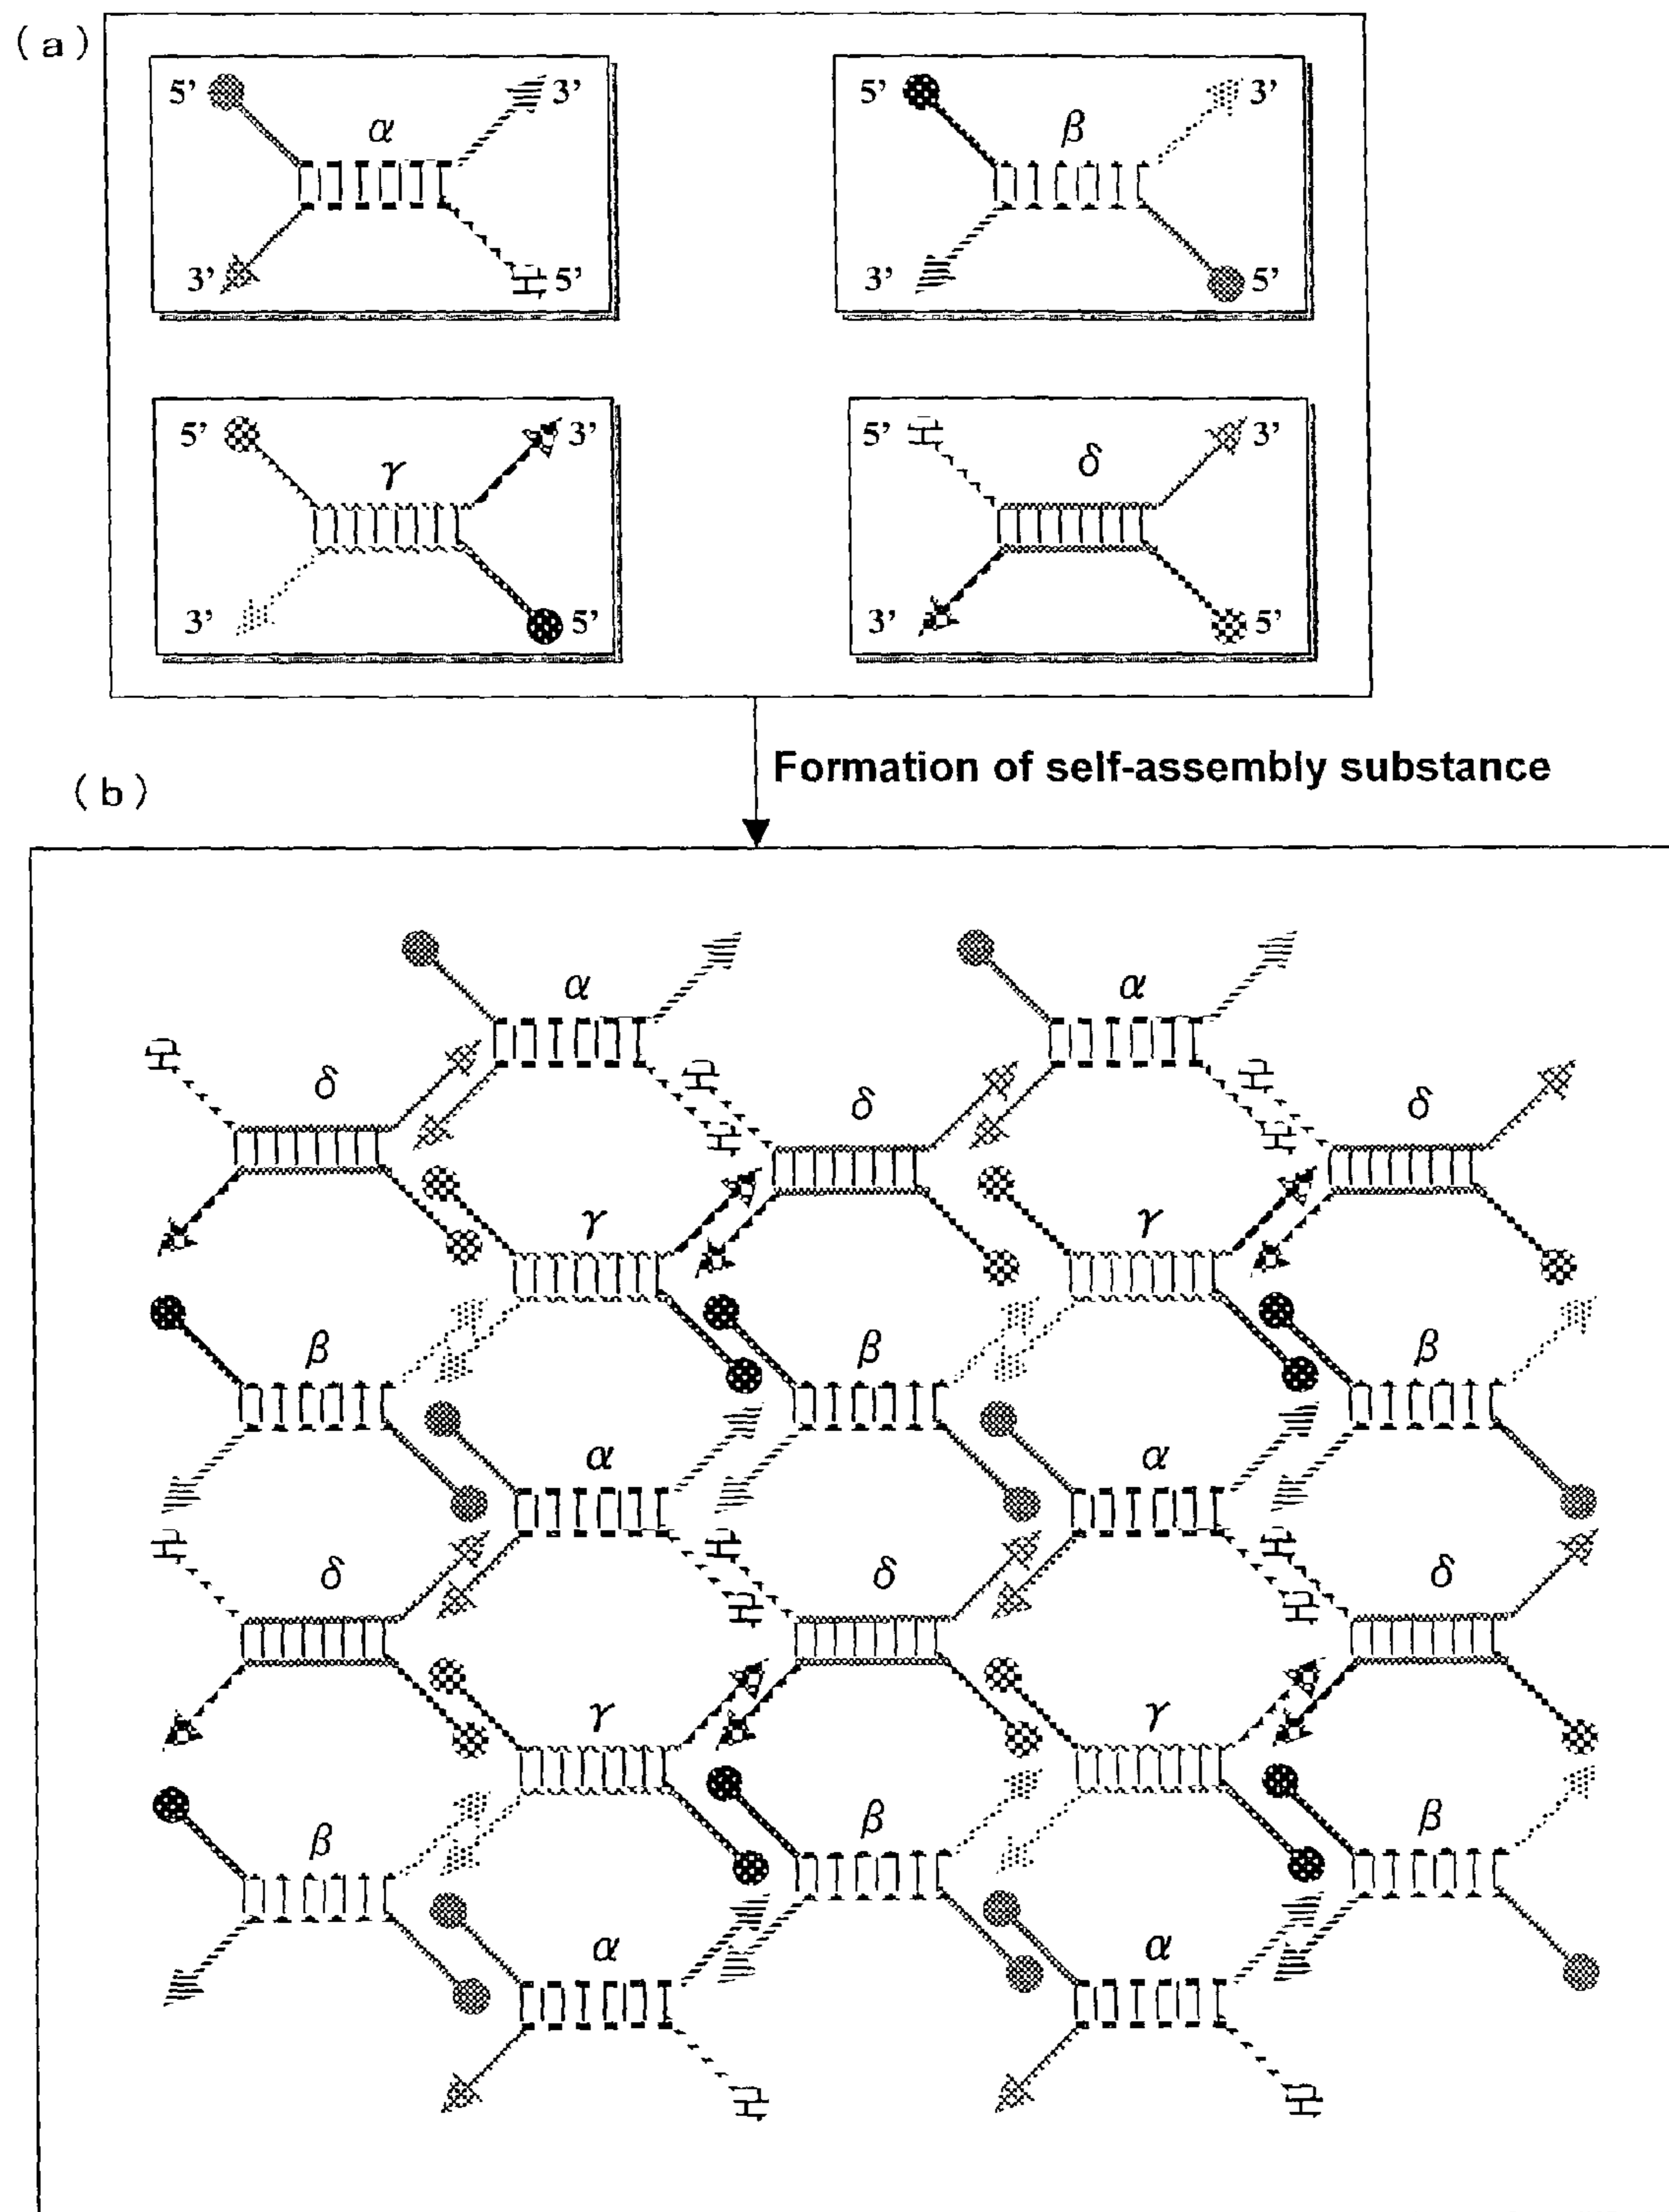 (a)
5' α 3'
3' 5'
5' β 3'
3' 5'
5' γ 3'
3' 5'
5' δ 3'
3' 5'
Formation of self-assembly substance
(b)
α α
δ δ δ
γ γ
β β β
α α
δ δ δ
γ γ
β β β
α α